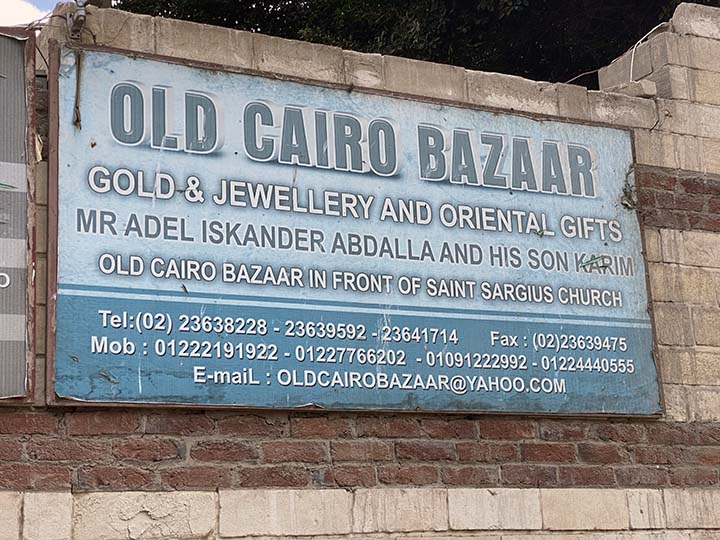 OLD CAIRO BAZAAR
GOLD & JEWELLERY AND ORIENTAL GIFTS
MR ADEL ISKANDER ABDALLA AND HIS SON KARIM
OLD CAIRO BAZAAR IN FRONT OF SAINT SARGIUS CHURCH
Tel:(02) 23638228 - 23639592 - 23641714 Fax : (02)23639475
Mob : 01222191922 - 01227766202 - 01091222992 - 01224440555
E-maiL : OLDCAIROBAZAAR@YAHOO.COM